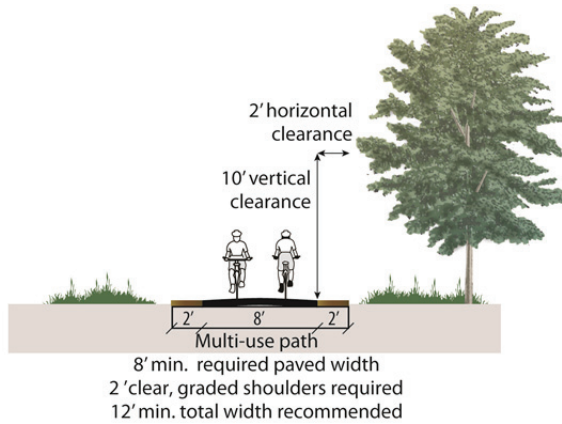 2' horizontal
clearance
10' vertical
clearance
2' 8' 2'
Multi-use path
8' min. required paved width
2 'clear, graded shoulders required
12' min. total width recommended